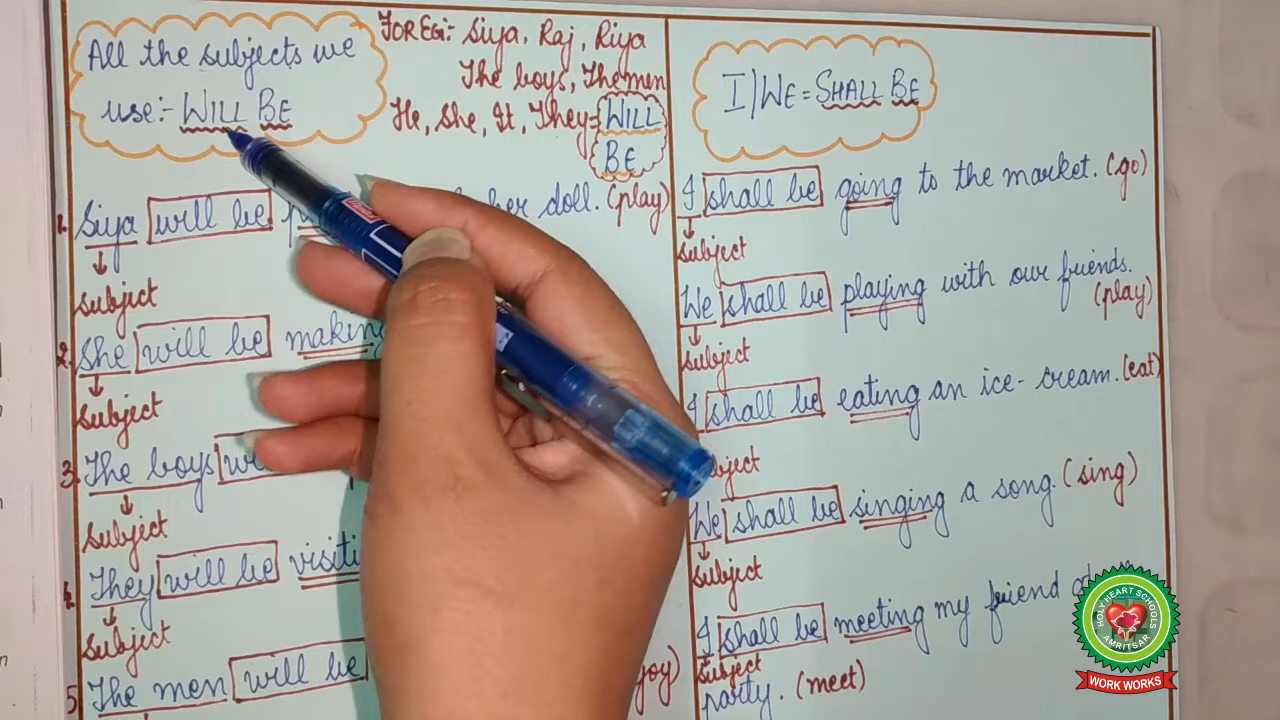 All the subjects we
use:- WILL BE
FOR EG:- Siya, Raj, Riya
The boys, The men
He, She, It, They = WILL
BE
1. Siya will be her doll. (play)
Subject
2. She will be making
Subject
3. The boys
Subject
4. They will be
Subject
5. The men will be
I/WE = SHALL BE
I shall be going to the market. (go)
Subject
We shall be playing with our friends.
(play)
Subject
I shall be eating an ice-cream. (eat)
We shall be singing a song. (sing)
Subject
I shall be meeting my friend
Subject
party. (meet)
HOLY HEART SCHOOLS
AMRITSAR
WORK WORKS